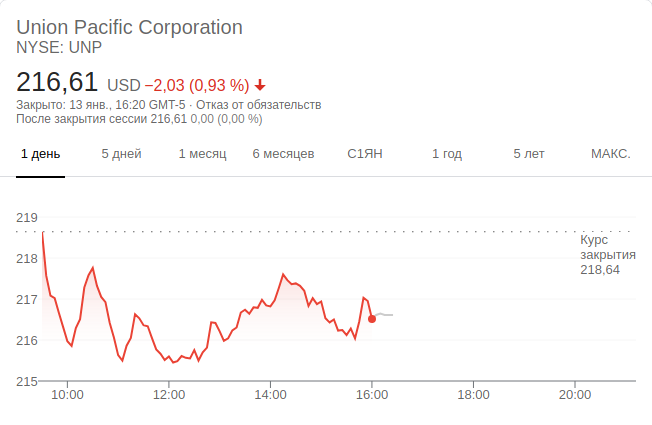 Union Pacific Corporation
NYSE: UNP
216,61 USD −2,03 (0,93 %)
Закрыто: 13 янв., 16:20 GMT-5 · Отказ от обязательств
После закрытия сессии 216,61 0,00 (0,00 %)
1 день 5 дней 1 месяц 6 месяцев С1ЯН 1 год 5 лет МАКС.
219
Курс
закрытия
218,64
218
217
216
215
10:00 12:00 14:00 16:00 18:00 20:00